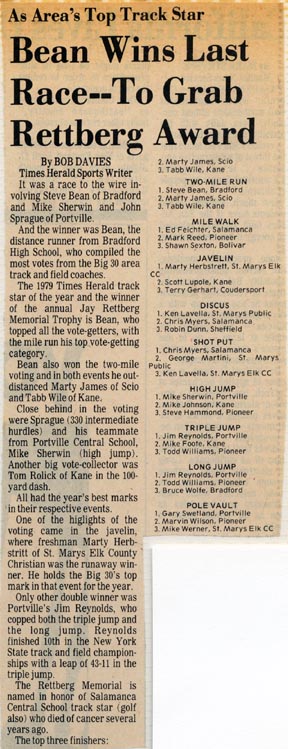 As Area's Top Track Star
Bean Wins Last
Race--To Grab
Rettberg Award
By BOB DAVIES
Times Herald Sports Writer
It was a race to the wire in-
volving Steve Bean of Bradford
and Mike Sherwin and John
Sprague of Portville.
And the winner was Bean, the
distance runner from Bradford
High School, who compiled the
most votes from the Big 30 area
track and field coaches.
The 1979 Times Herald track
star of the year and the winner
of the annual Jay Rettberg
Memorial Trophy is Bean, who
topped all the vote-getters, with
the mile run his top vote-getting
category.
Bean also won the two-mile
voting and in both events he out-
distanced Marty James of Scio
and Tabb Wile of Kane.
Close behind in the voting
were Sprague (330 intermediate
hurdles) and his teammate
from Portville Central School,
Mike Sherwin (high jump).
Another big vote-collector was
Tom Rolick of Kane in the 100-
yard dash.
All had the year's best marks
in their respective events.
One of the higlights of the
voting came in the javelin,
where freshman Marty Herb-
stritt of St. Marys Elk County
Christian was the runaway win-
ner. He holds the Big 30's top
mark in that event for the year.
Only other double winner was
Portville's Jim Reynolds, who
copped both the triple jump and
the long jump. Reynolds
finished 10th in the New York
State track and field champion-
ships with a leap of 43-11 in the
triple jump.
The Rettberg Memorial is
named in honor of Salamanca
Central School track star (golf
also) who died of cancer several
years ago.
The top three finishers:
2. Marty James, Scio
3. Tabb Wile, Kane
TWO-MILE RUN
1. Steve Bean, Bradford
2. Marty James, Scio
3. Tabb Wile, Kane
MILE WALK
1. Ed Feichter, Salamanca
2. Mark Reed, Pioneer
3. Shawn Sexton, Bolivar
JAVELIN
1. Marty Herbstrett, St. Marys Elk
CC
2. Scott Lupole, Kane
3. Terry Gerhart, Coudersport
DISCUS
1. Ken Lavella, St. Marys Public
2. Chris Myers, Salamanca
3. Robin Dunn, Sheffield
SHOT PUT
1. Chris Myers, Salamanca
2. George Martini, St. Marys
Public
3. Ken Lavella, St. Marys Elk CC
HIGH JUMP
1. Mike Sherwin, Portville
2. Mike Johnson, Kane
3. Steve Hammond, Pioneer
TRIPLE JUMP
1. Jim Reynolds, Portville
2. Mike Foote, Kane
3. Todd Williams, Pioneer
LONG JUMP
1. Jim Reynolds, Portville
2. Todd Williams, Pioneer
3. Bruce Wolfe, Bradford
POLE VAULT
1. Gary Swetland, Portville
2. Marvin Wilson, Pioneer
3. Mike Werner, St. Marys Elk CC